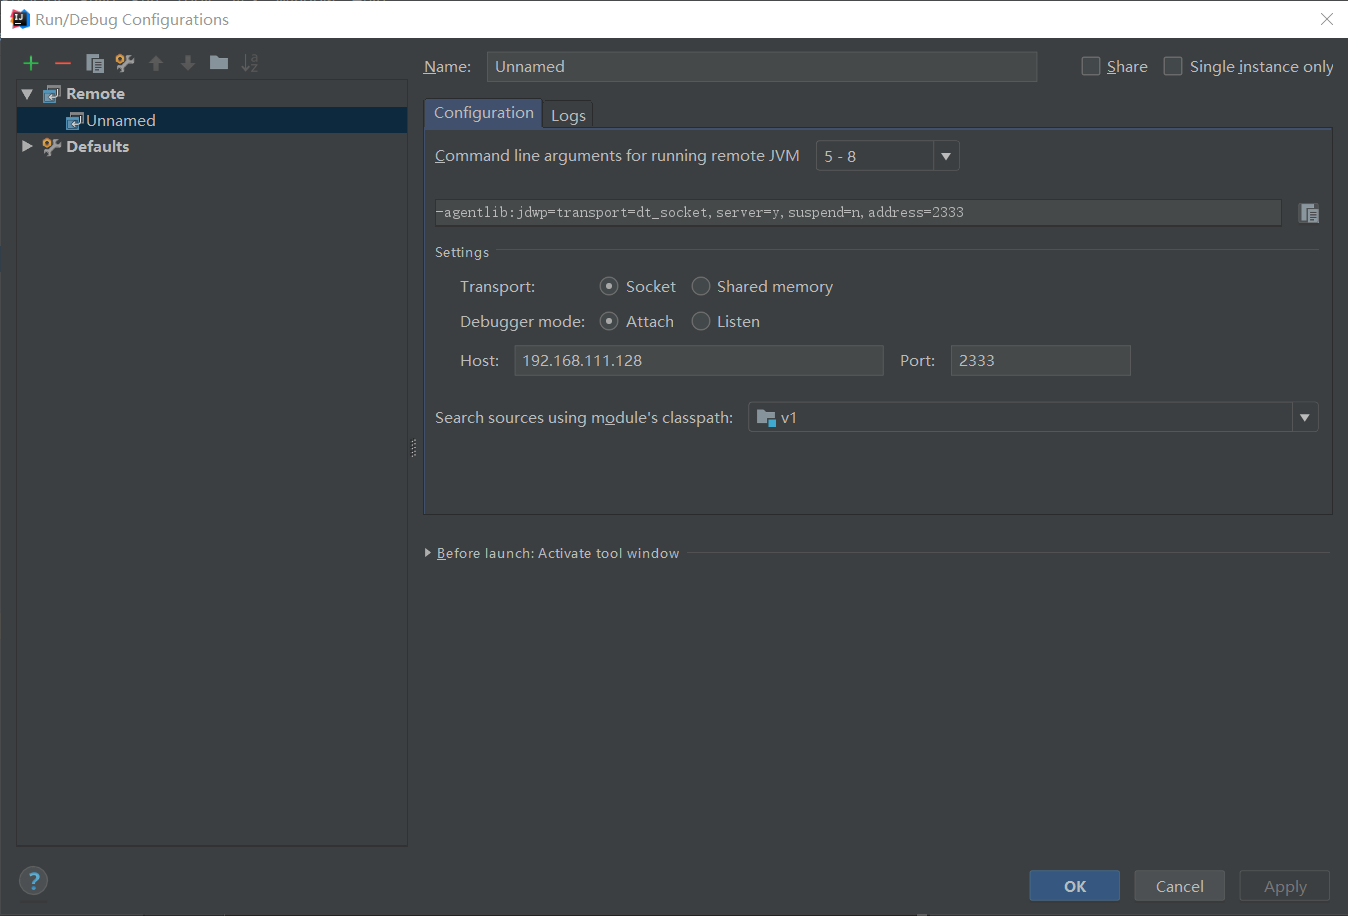 Run/Debug Configurations
Remote
Unnamed
Defaults
Name: Unnamed Share Single instance only
Configuration Logs
Command line arguments for running remote JVM 5 - 8
-agentlib:jdwp=transport=dt_socket,server=y,suspend=n,address=2333
Settings
Transport: Socket Shared memory
Debugger mode: Attach Listen
Host: 192.168.111.128 Port: 2333
Search sources using module's classpath: v1
Before launch: Activate tool window
? OK Cancel Apply